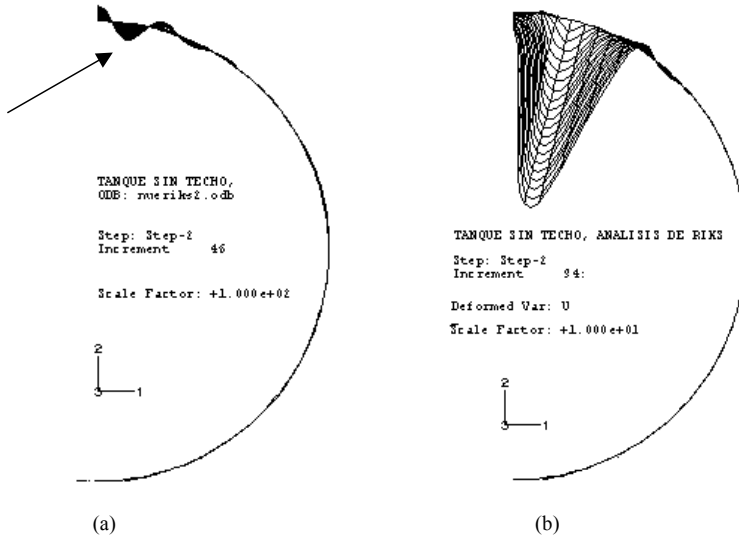 TANQUE SIN TECHO,
ODB: nueriks2.odb
Step: Step-2
Increment 46
Scale Factor: +1.000e+02
2
3 1
(a)
TANQUE SIN TECHO, ANALISIS DE RIKS
Step: Step-2
Increment 94:
Deformed Var: U
Scale Factor: +1.000e+01
2
3 1
(b)